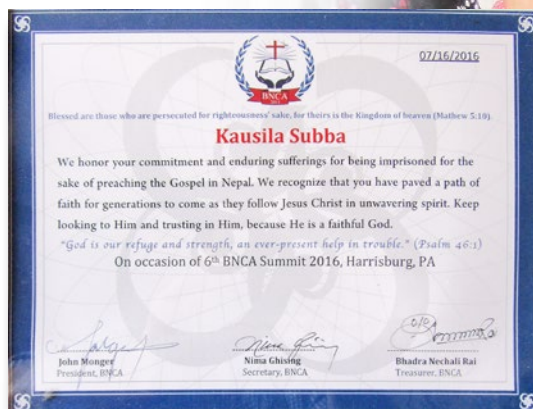 07/16/2016
BNCA
Blessed are those who are persecuted for righteousness' sake, for theirs is the Kingdom of heaven (Mathew 5:10).
Kausila Subba
We honor your commitment and enduring sufferings for being imprisoned for the
sake of preaching the Gospel in Nepal. We recognize that you have paved a path of
faith for generations to come as they follow Jesus Christ in unwavering spirit. Keep
looking to Him and trusting in Him, because He is a faithful God.
"God is our refuge and strength, an ever-present help in trouble." (Psalm 46:1)
On occasion of 6th BNCA Summit 2016, Harrisburg, PA
John Monger
President, BNCA
Nima Ghising
Secretary, BNCA
Bhadra Nechali Rai
Treasurer, BNCA